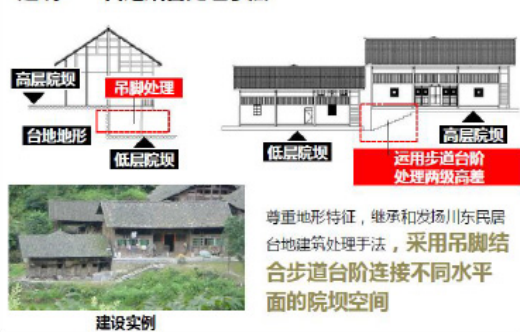 高层院坝
吊脚处理
台地地形
低层院坝
低层院坝
高层院坝
运用步道台阶
处理两级高差
尊重地形特征，继承和发扬川东民居
台地建筑处理手法，采用吊脚结
合步道台阶连接不同水平
面的院坝空间
建设实例